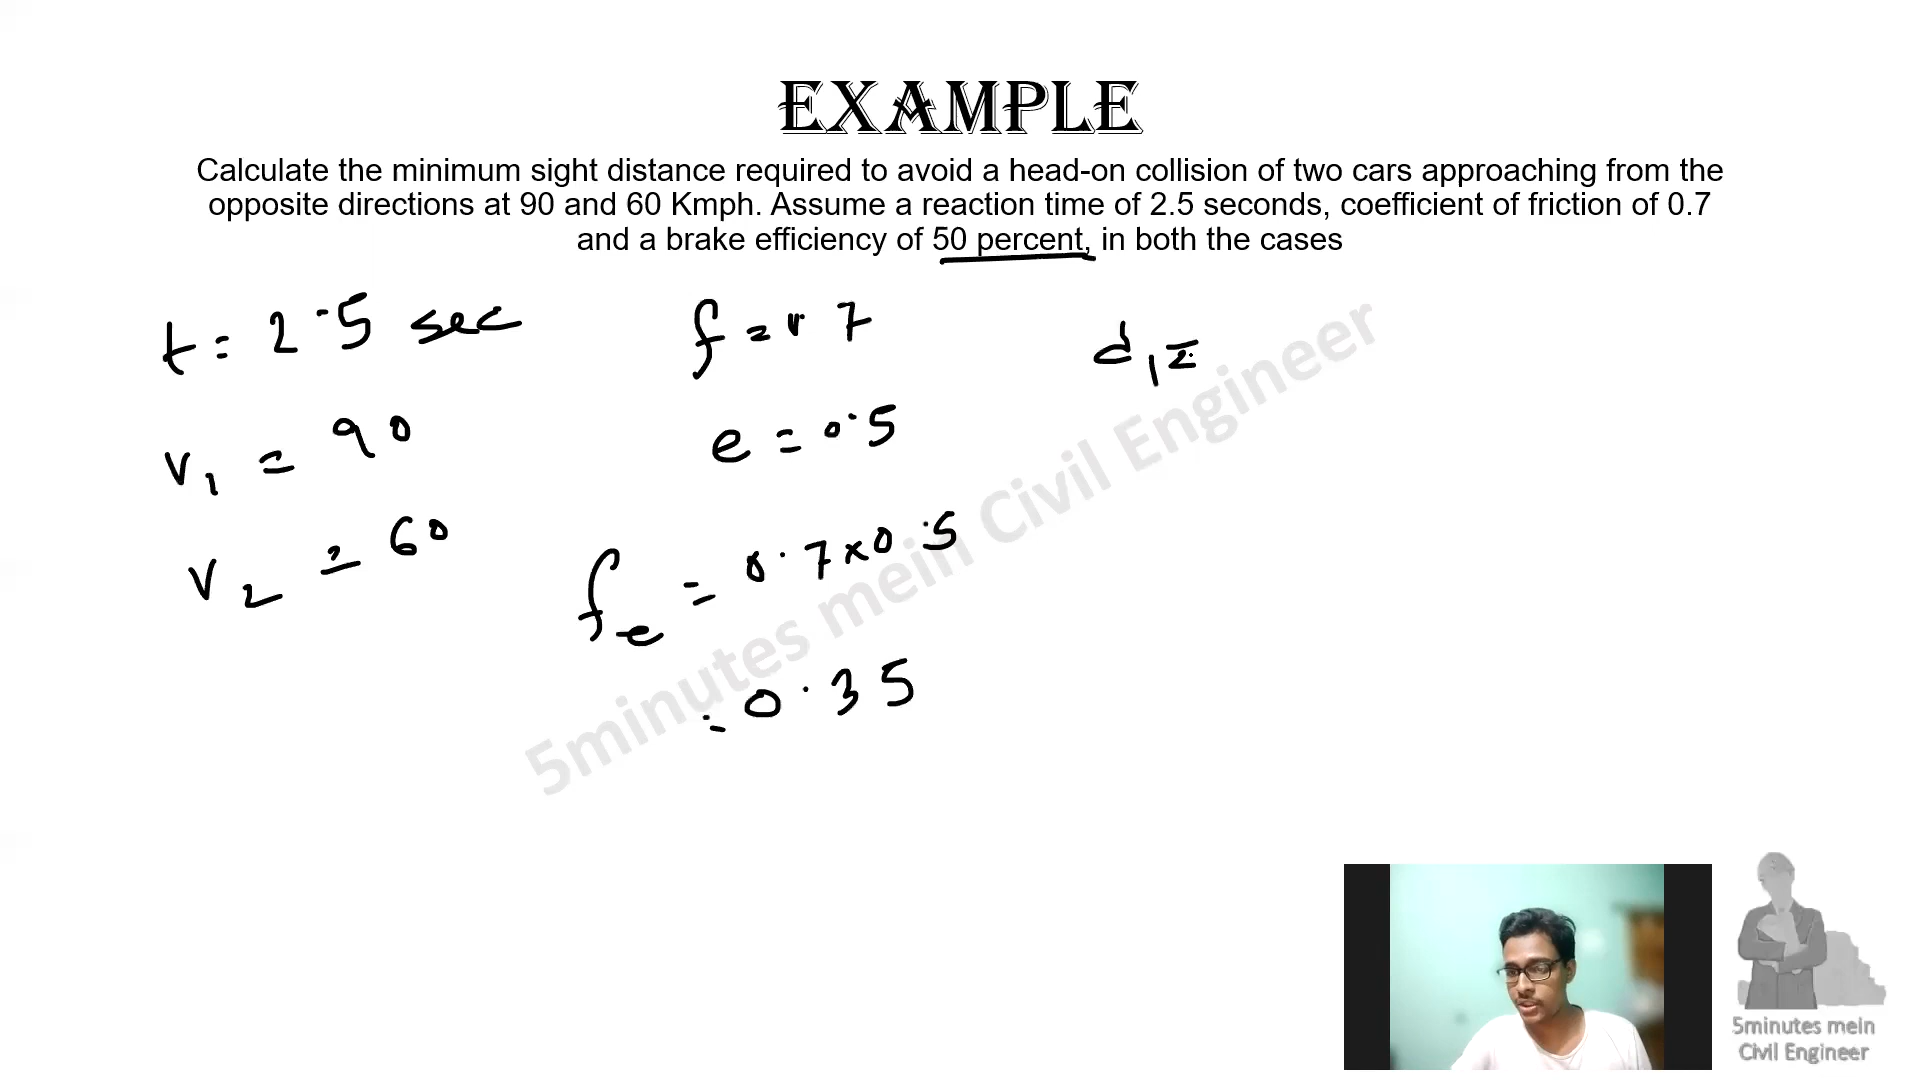 EXAMPLE
Calculate the minimum sight distance required to avoid a head-on collision of two cars approaching from the
opposite directions at 90 and 60 Kmph. Assume a reaction time of 2.5 seconds, coefficient of friction of 0.7
and a brake efficiency of 50 percent, in both the cases
t = 2.5 sec
f = 0.7
d1 =
v1 = 90
e = 0.5
v2 = 60
fe = 0.7 x 0.5
= 0.35
5minutes mein Civil Engineer
5minutes mein
Civil Engineer